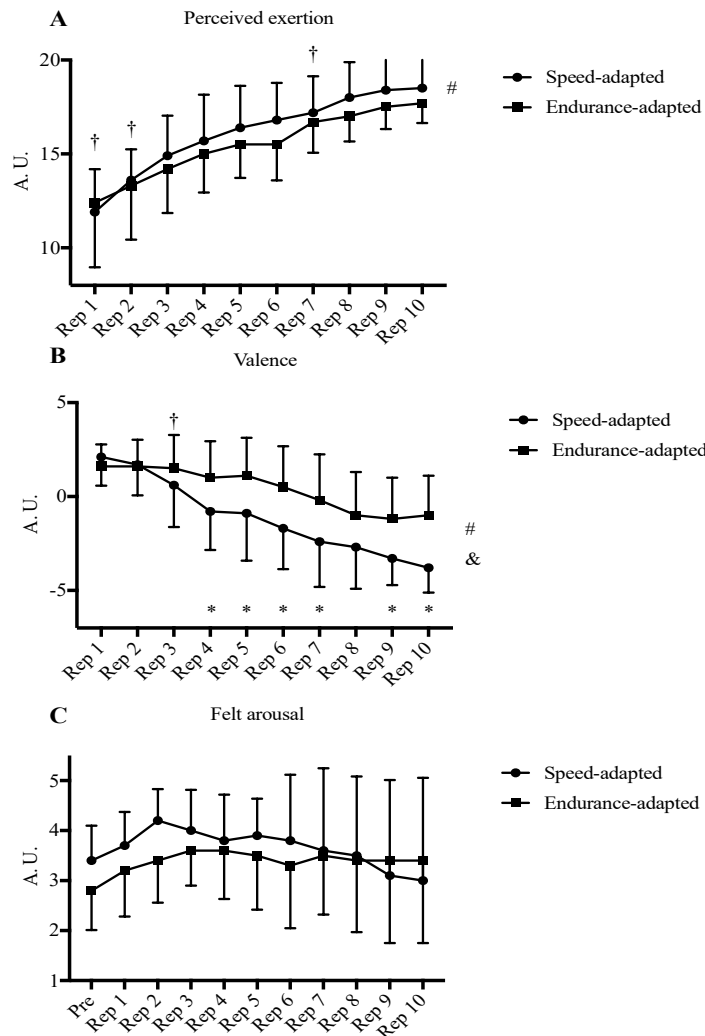 A
Perceived exertion
20
15
10
A. U.
† † †
#
Speed-adapted
Endurance-adapted
Rep 1 Rep 2 Rep 3 Rep 4 Rep 5 Rep 6 Rep 7 Rep 8 Rep 9 Rep 10
B
Valence
5
0
-5
A. U.
†
* * * * * *
#
&
Speed-adapted
Endurance-adapted
Rep 1 Rep 2 Rep 3 Rep 4 Rep 5 Rep 6 Rep 7 Rep 8 Rep 9 Rep 10
C
Felt arousal
5
4
3
2
1
A. U.
Speed-adapted
Endurance-adapted
Pre Rep 1 Rep 2 Rep 3 Rep 4 Rep 5 Rep 6 Rep 7 Rep 8 Rep 9 Rep 10